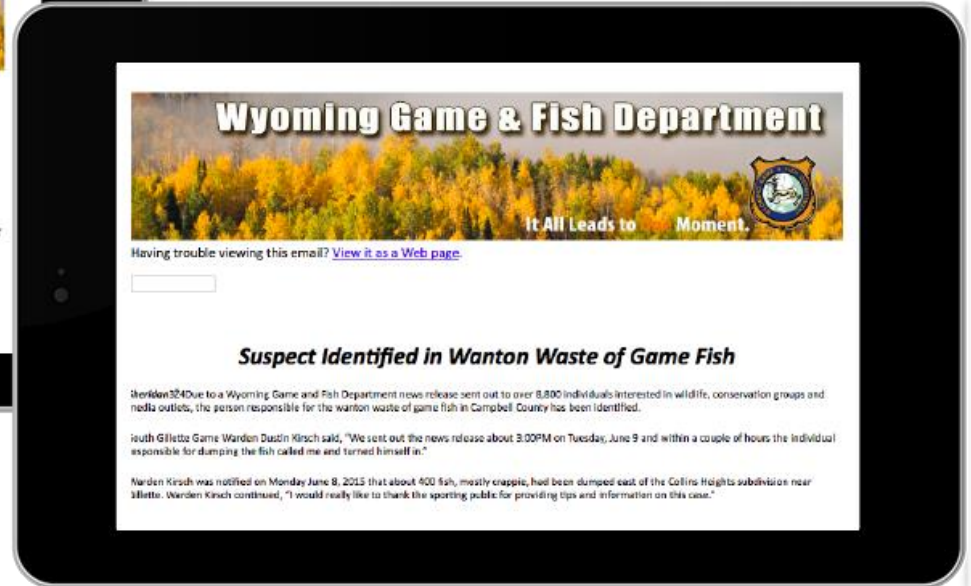 Wyoming Game & Fish Department
It All Leads to Moment.
Having trouble viewing this email? View it as a Web page.
Suspect Identified in Wanton Waste of Game Fish
Due to a Wyoming Game and Fish Department news release sent out to over 8,800 individuals interested in wildlife, conservation groups and
media outlets, the person responsible for the wanton waste of game fish in Campbell County has been identified.
South Gillette Game Warden Dustin Kirsch said, "We sent out the news release about 3:00PM on Tuesday, June 9 and within a couple of hours the individual
responsible for dumping the fish called me and turned himself in."
Warden Kirsch was notified on Monday June 8, 2015 that about 400 fish, mostly crappie, had been dumped east of the Collins Heights subdivision near
Gillette. Warden Kirsch continued, "I would really like to thank the sporting public for providing tips and information on this case."